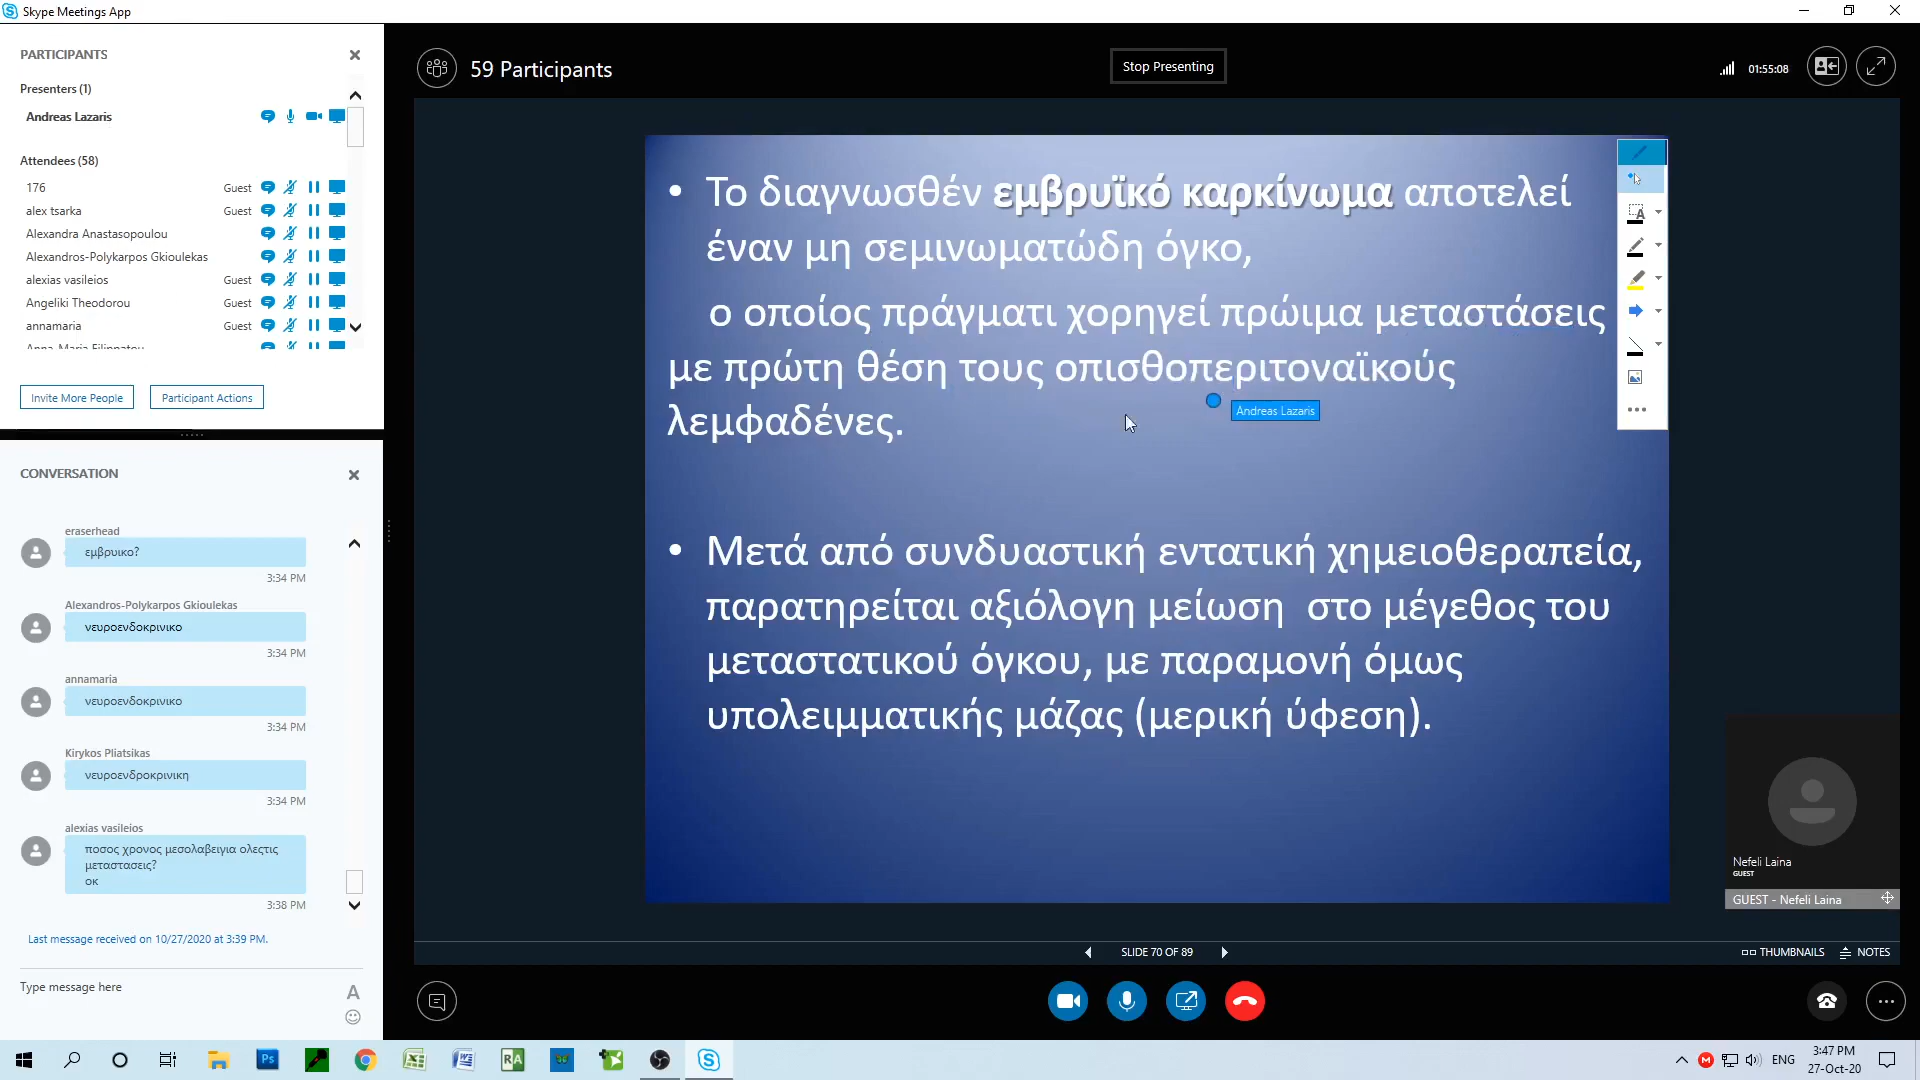 Skype Meetings App
PARTICIPANTS
Presenters (1)
Andreas Lazaris
Attendees (58)
176 Guest
alex tsarka Guest
Alexandra Anastasopoulou
Alexandros-Polykarpos Gkioulekas
alexias vasileios Guest
Angeliki Theodorou
annamaria Guest
Anna-Maria Filippatou
Invite More People
Participant Actions
CONVERSATION
eraserhead
εμβρυικο?
3:34 PM
Alexandros-Polykarpos Gkioulekas
νευροενδοκρινικο
3:34 PM
annamaria
νευροενδοκρινικο
3:34 PM
Kirykos Pliatsikas
νευροενδροκρινικη
3:34 PM
alexias vasileios
ποσος χρονος μεσολαβειγια ολεςτις
μεταστασεις?
οκ
3:38 PM
Last message received on 10/27/2020 at 3:39 PM.
Type message here
A
59 Participants
Stop Presenting
01:55:08
• Το διαγνωσθέν εμβρυϊκό καρκίνωμα αποτελεί
έναν μη σεμινωματώδη όγκο,
ο οποίος πράγματι χορηγεί πρώιμα μεταστάσεις
με πρώτη θέση τους οπισθοπεριτοναϊκούς
λεμφαδένες.
Andreas Lazaris
• Μετά από συνδυαστική εντατική χημειοθεραπεία,
παρατηρείται αξιόλογη μείωση στο μέγεθος του
μεταστατικού όγκου, με παραμονή όμως
υπολειμματικής μάζας (μερική ύφεση).
Nefeli Laina
GUEST
GUEST - Nefeli Laina
SLIDE 70 OF 89
THUMBNAILS
NOTES
ENG
3:47 PM
27-Oct-20